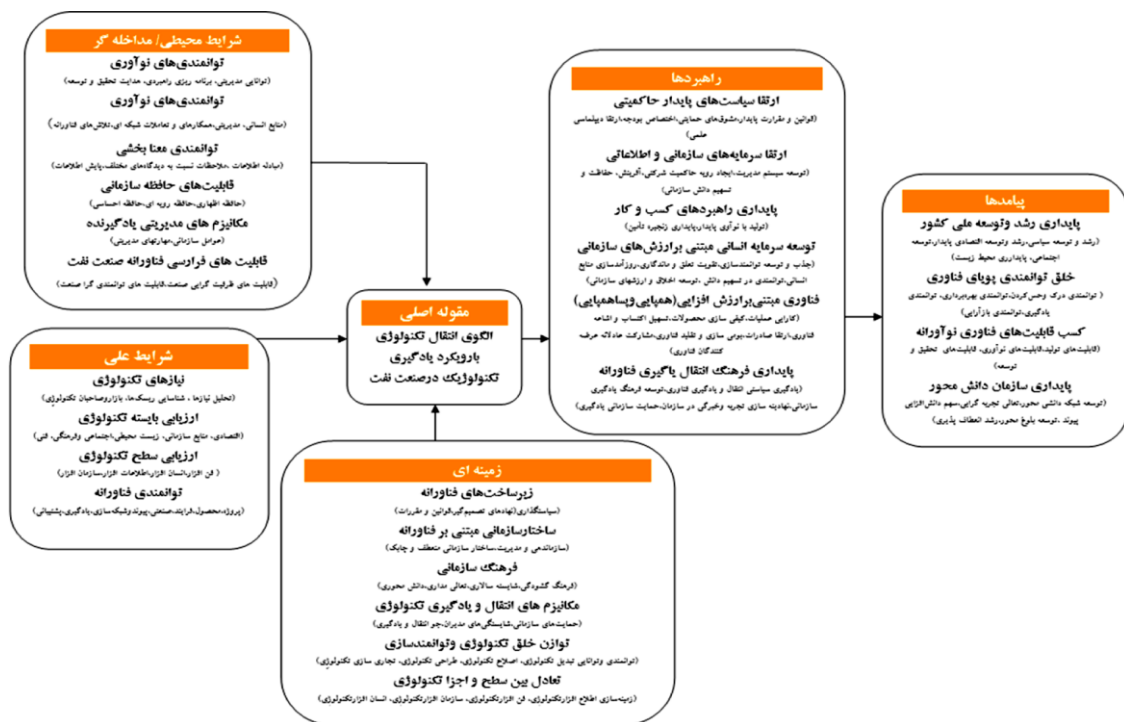 شرایط محیطی/ مداخله گر
توانمندی‌های نوآوری
(توانایی مدیریتی، برنامه ریزی راهبردی، هدایت تحقیق و توسعه)
توانمندی‌های نوآوری
(منابع انسانی، مدیریتی،همکارهای و تعاملات شبکه ای،تلاش‌های فناورانه)
توانمندی معنا بخشی
(مبادله اطلاعات ،ملاحظات نسبت به دیدگاه‌های مختلف،پایش اطلاعات)
قابلیت‌های حافظه سازمانی
(حافظه اظهاری،حافظه رویه ای،حافظه احساسی)
مکانیزم های مدیریتی یادگیرنده
(عوامل سازمانی،مهارتهای مدیریتی)
قابلیت های فرارسی فناورانه صنعت نفت
(قابلیت های ظرفیت گرایی صنعت،قابلیت های توانمندی گرا صنعت)
شرایط علی
نیازهای تکنولوژی
(تحلیل نیازها ، شناسایی ریسک‌ها، بازاروصاحبان تکنولوژی)
ارزیابی بایسته تکنولوژی
(اقتصادی، منابع سازمانی، زیست محیطی،اجتماعی وفرهنگی، فنی)
ارزیابی سطح تکنولوژی
( فن افزار،انسان افزار،اطلاعات افزار،سازمان افزار)
توانمندی فناورانه
(پروژه،محصول،فرایند،صنعتی،پیوندوشبکه‌سازی،یادگیری،پشتیبانی)
مقوله اصلی
الگوی انتقال تکنولوژی
بارویکرد یادگیری
تکنولوژیک درصنعت نفت
زمینه ای
زیرساخت‌های فناورانه
(سیاستگذاری(نهادهای تصمیم‌گیر،قوانین و مقررات)
ساختارسازمانی مبتنی بر فناورانه
(سازماندهی و مدیریت،ساختار سازمانی منعطف و چابک)
فرهنگ سازمانی
(فرهنگ گشودگی،شایسته سالاری،تعالی مداری،دانش محوری)
مکانیزم های انتقال و یادگیری تکنولوژی
(حمایت‌های سازمانی،شایستگی‌های مدیران،جو انتقال و یادگیری)
توازن خلق تکنولوژی وتوانمندسازی
(توانمندی وتوانایی تبدیل تکنولوژی، اصلاح تکنولوژی، طراحی تکنولوژی، تجاری سازی تکنولوژی)
تعادل بین سطح و اجزا تکنولوژی
(زمینه‌سازی اطلاع افزارتکنولوژی، فن افزارتکنولوژی، سازمان افزارتکنولوژی، انسان افزارتکنولوژی)
راهبردها
ارتقا سیاست‌های پایدار حاکمیتی
(قوانین و مقرارت پایدار،مشوق‌های حمایتی،اختصاص بودجه،ارتقا دیپلماسی
علمی)
ارتقا سرمایه‌های سازمانی و اطلاعاتی
(توسعه سیستم مدیریت،ایجاد رویه حاکمیت شرکتی،آفرینش، حفاظت و
تسهیم دانش سازمانی)
پایداری راهبردهای کسب و کار
(تولید با نوآوی پایدار،پایداری زنجیره تأمین)
توسعه سرمایه انسانی مبتنی برارزش‌های سازمانی
(جذب و توسعه توانمندسازی،تقویت تعلق و ماندگاری،روزآمدسازی منابع
انسانی،توانمندی در تسهیم دانش ،توسعه اخلاق و ارزشهای سازمانی)
فناوری مبتنی‌برارزش افزایی(همپایی‌وپساهمپایی)
(کارایی عملیات،کیفی سازی محصولات،تسهیل اکتساب و اشاعه
فناوری،ارتقا صادرات،بومی سازی و تقلید فناوری،مشارکت عادلانه عرضه
کنندگان فناوری)
پایداری فرهنگ انتقال یاگیری فناورانه
(یادگیری سیاستی انتقال و یادگیری فناوری،توسعه فرهنگ یادگیری
سازمانی،نهادینه سازی تجربه وخبرگی در سازمان،حمایت سازمانی یادگیری)
پیامدها
پایداری رشد وتوسعه ملی کشور
(رشد و توسعه سیاسی،رشد وتوسعه اقتصادی پایدار،توسعه
اجتماعی، پایدارری محیط زیست)
خلق توانمندی پویای فناوری
( توانمندی درک وحس‌کردن،توانمندی بهره‌برداری، توانمندی
یادگیری،توانمندی بازآرایی)
کسب قابلیت‌های فناوری نوآورانه
(قابلیت‌های تولید،قابلیت‌های نوآوری، قابلیت‌های تحقیق و
توسعه)
پایداری سازمان دانش محور
(توسعه شبکه دانشی محور،تعالی تجربه گرایی،سهم دانش‌افزایی
پیوند ،توسعه بلوغ محور،رشد انعطاف پذیری)